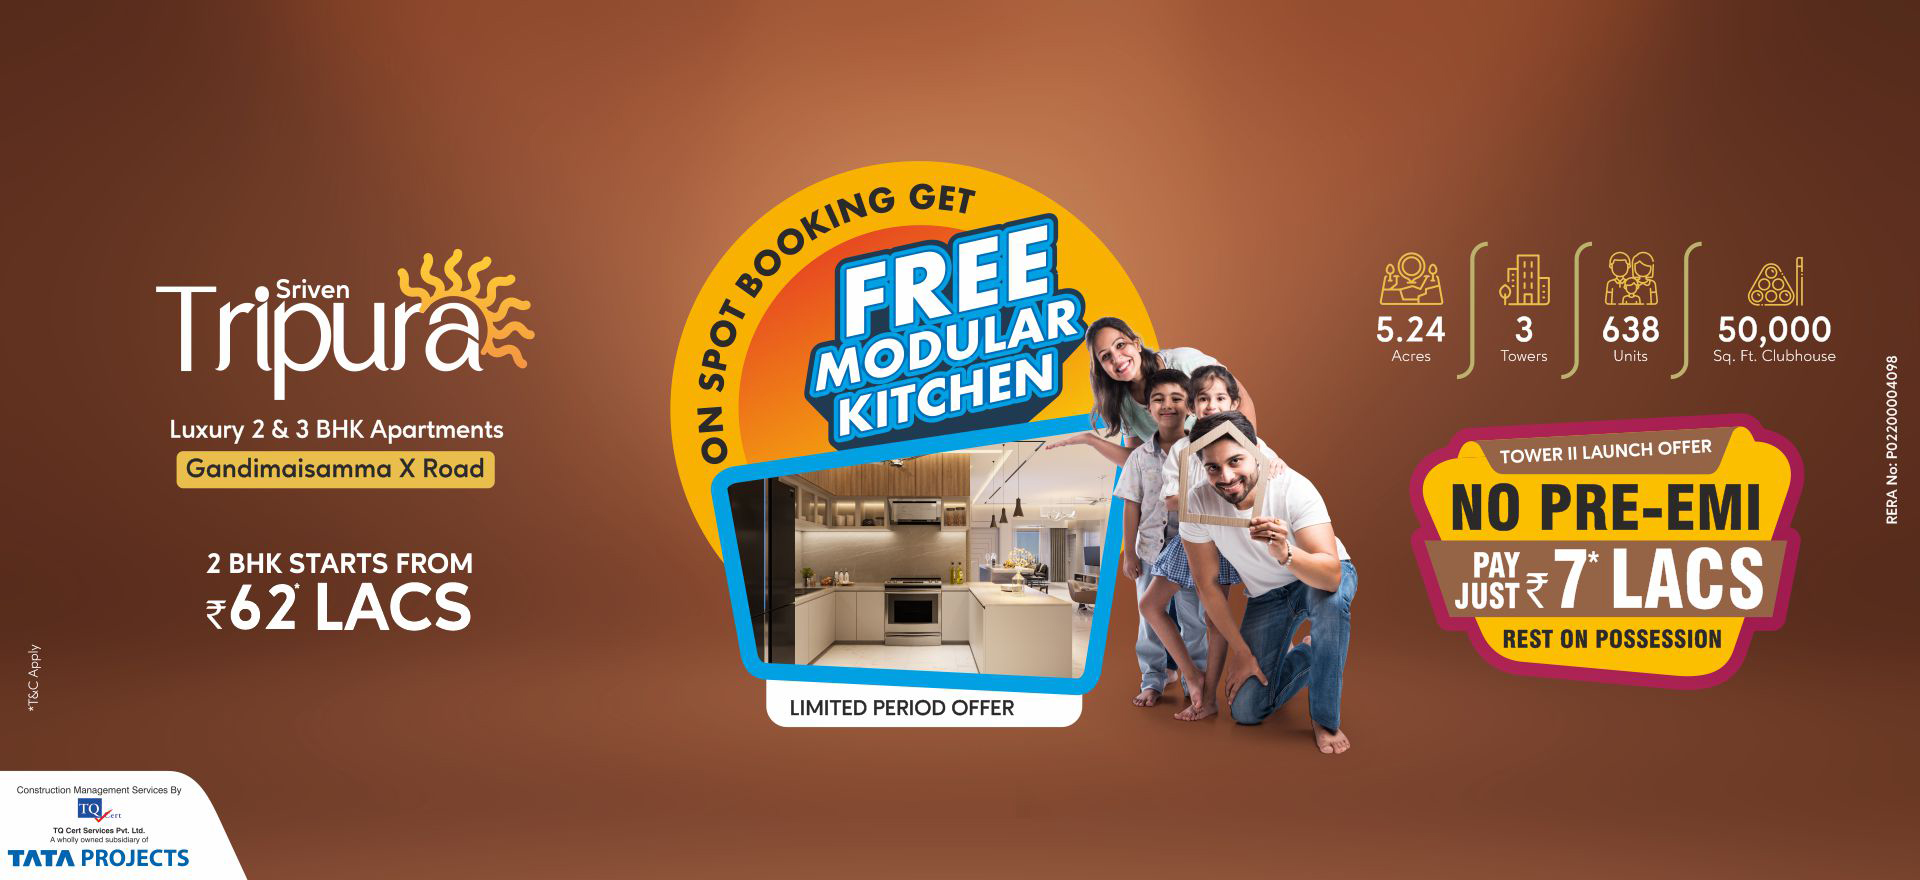 Sriven
Tripura
Luxury 2 & 3 BHK Apartments
Gandimaisamma X Road
2 BHK STARTS FROM
₹62* LACS
*T&C Apply
Construction Management Services By
TQ Cert
TQ Cert Services Pvt. Ltd.
A wholly owned subsidiary of
TATA PROJECTS
ON SPOT BOOKING GET
FREE
MODULAR
KITCHEN
LIMITED PERIOD OFFER
5.24
Acres
3
Towers
638
Units
50,000
Sq. Ft. Clubhouse
TOWER II LAUNCH OFFER
NO PRE-EMI
PAY JUST ₹7* LACS
REST ON POSSESSION
RERA No: P02200004098